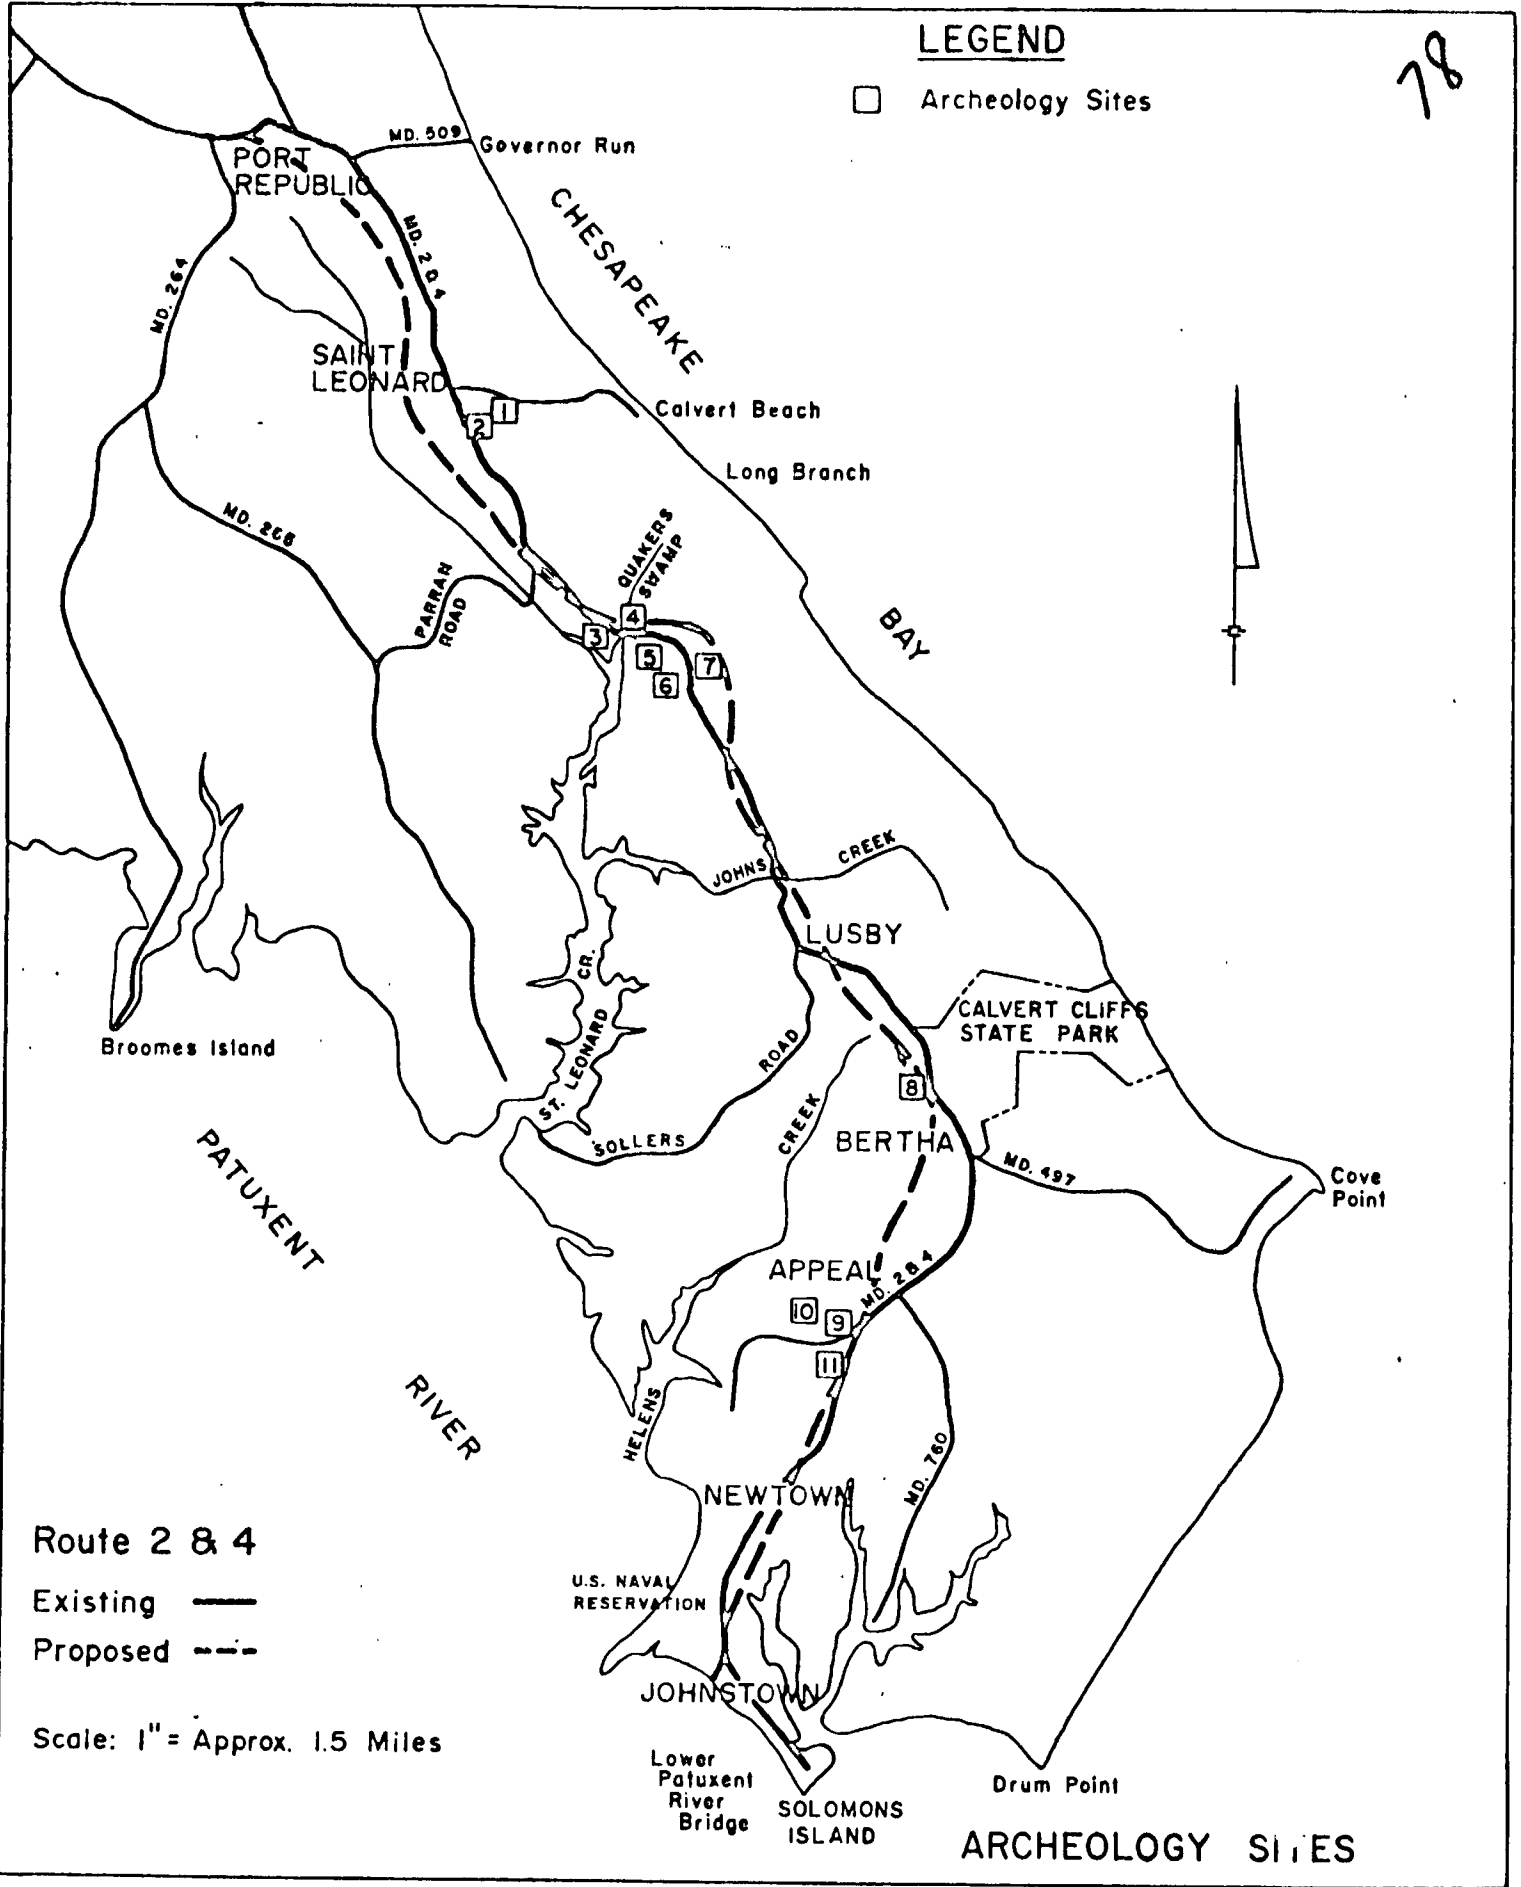 LEGEND
Archeology Sites
78
MD. 509
Governor Run
PORT
REPUBLIC
MD. 2 & 4
CHESAPEAKE
MD. 264
SAINT
LEONARD
1
2
Calvert Beach
Long Branch
MD. 265
QUAKERS
SWAMP
PARRAN
ROAD
4
3
5
7
6
BAY
JOHNS
CREEK
LUSBY
CR.
CALVERT CLIFFS
STATE PARK
ST. LEONARD
ROAD
Broomes Island
8
CREEK
SOLLERS
BERTHA
MD. 497
PATUXENT
Cove
Point
APPEAL
MD. 2 & 4
10
9
11
RIVER
HELENS
MD. 760
NEWTOWN
Route 2 & 4
U.S. NAVAL
RESERVATION
Existing
Proposed
JOHNSTOWN
Scale: 1" = Approx. 1.5 Miles
Lower
Patuxent
River
Bridge
Drum Point
SOLOMONS
ISLAND
ARCHEOLOGY SITES